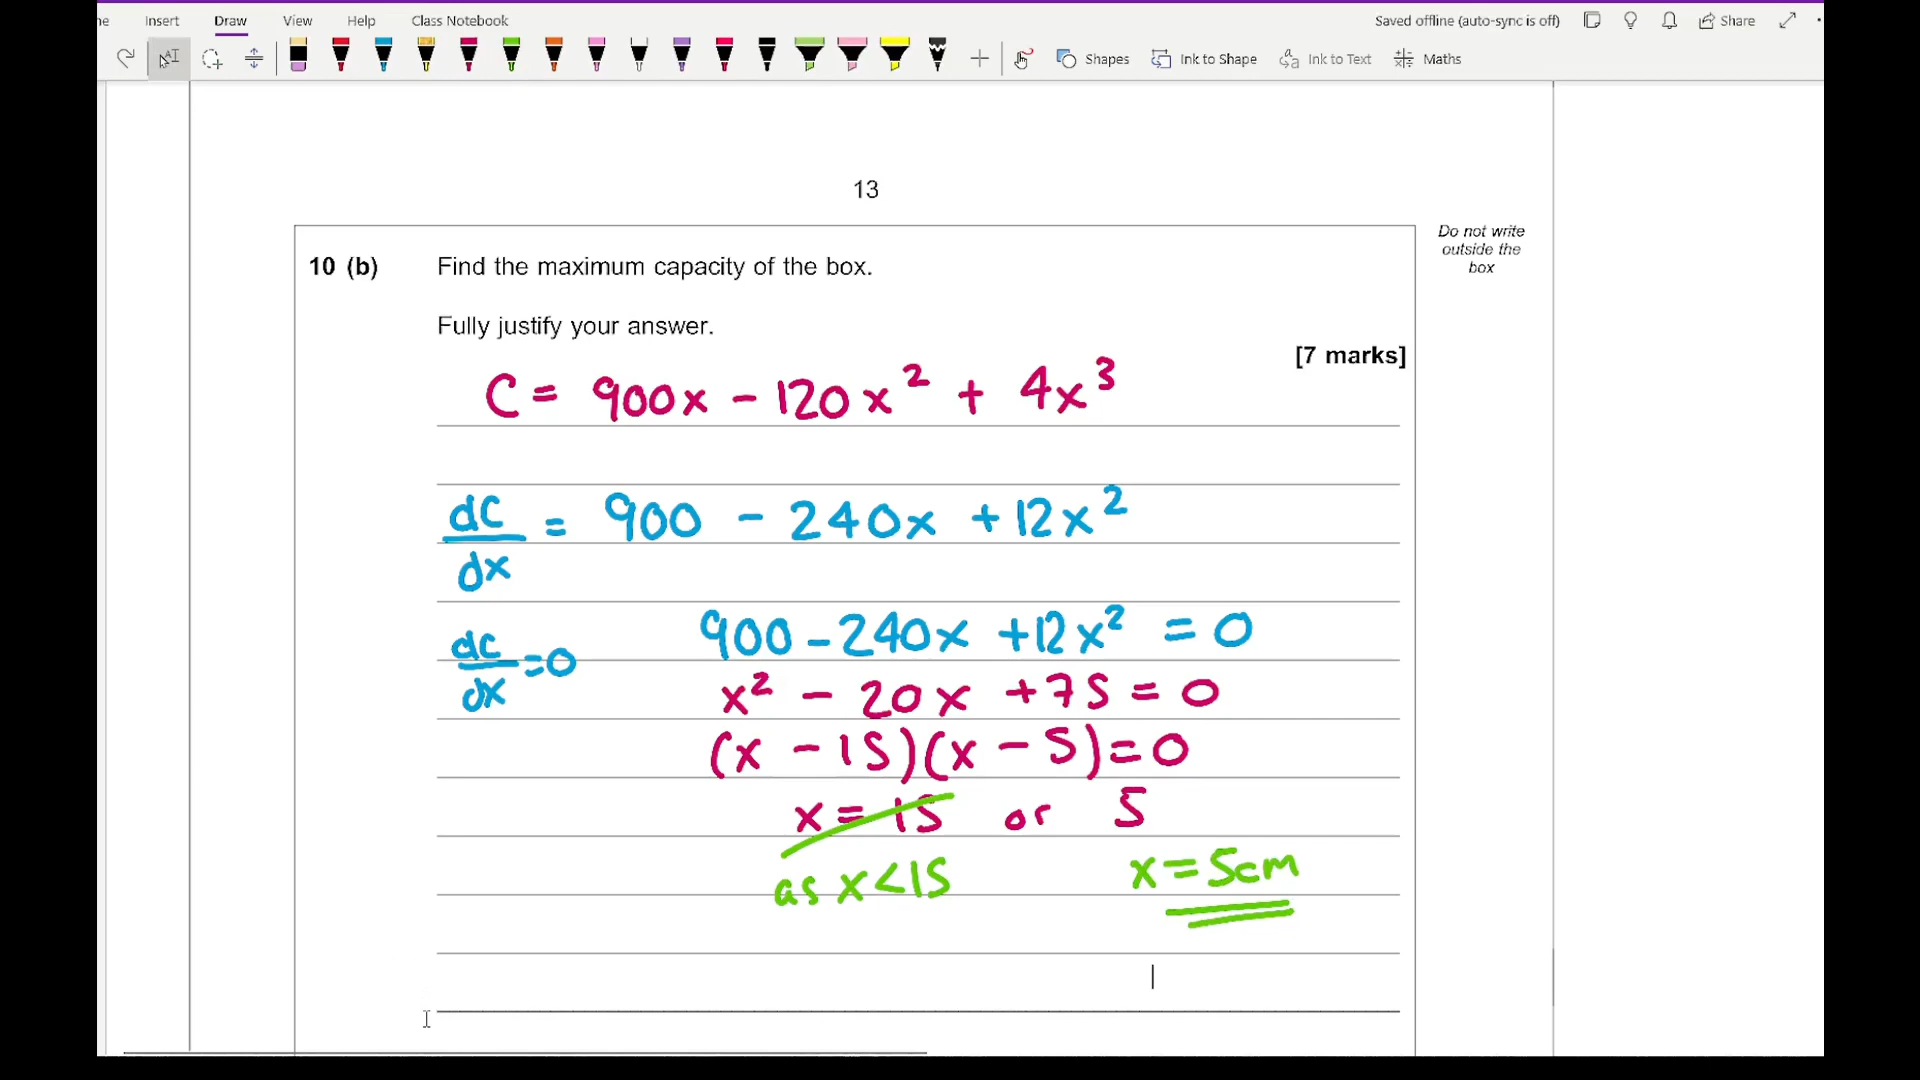 ne Insert Draw View Help Class Notebook Saved offline (auto-sync is off) Share
Shapes Ink to Shape Ink to Text Maths
13
Do not write
outside the
box
10 (b) Find the maximum capacity of the box.
Fully justify your answer.
[7 marks]
C = 900x - 120x² + 4x³
dC/dx = 900 - 240x + 12x²
dC/dx = 0 900 - 240x + 12x² = 0
x² - 20x + 75 = 0
(x - 15)(x - 5) = 0
x = 15 or 5
as x < 15 x = 5cm